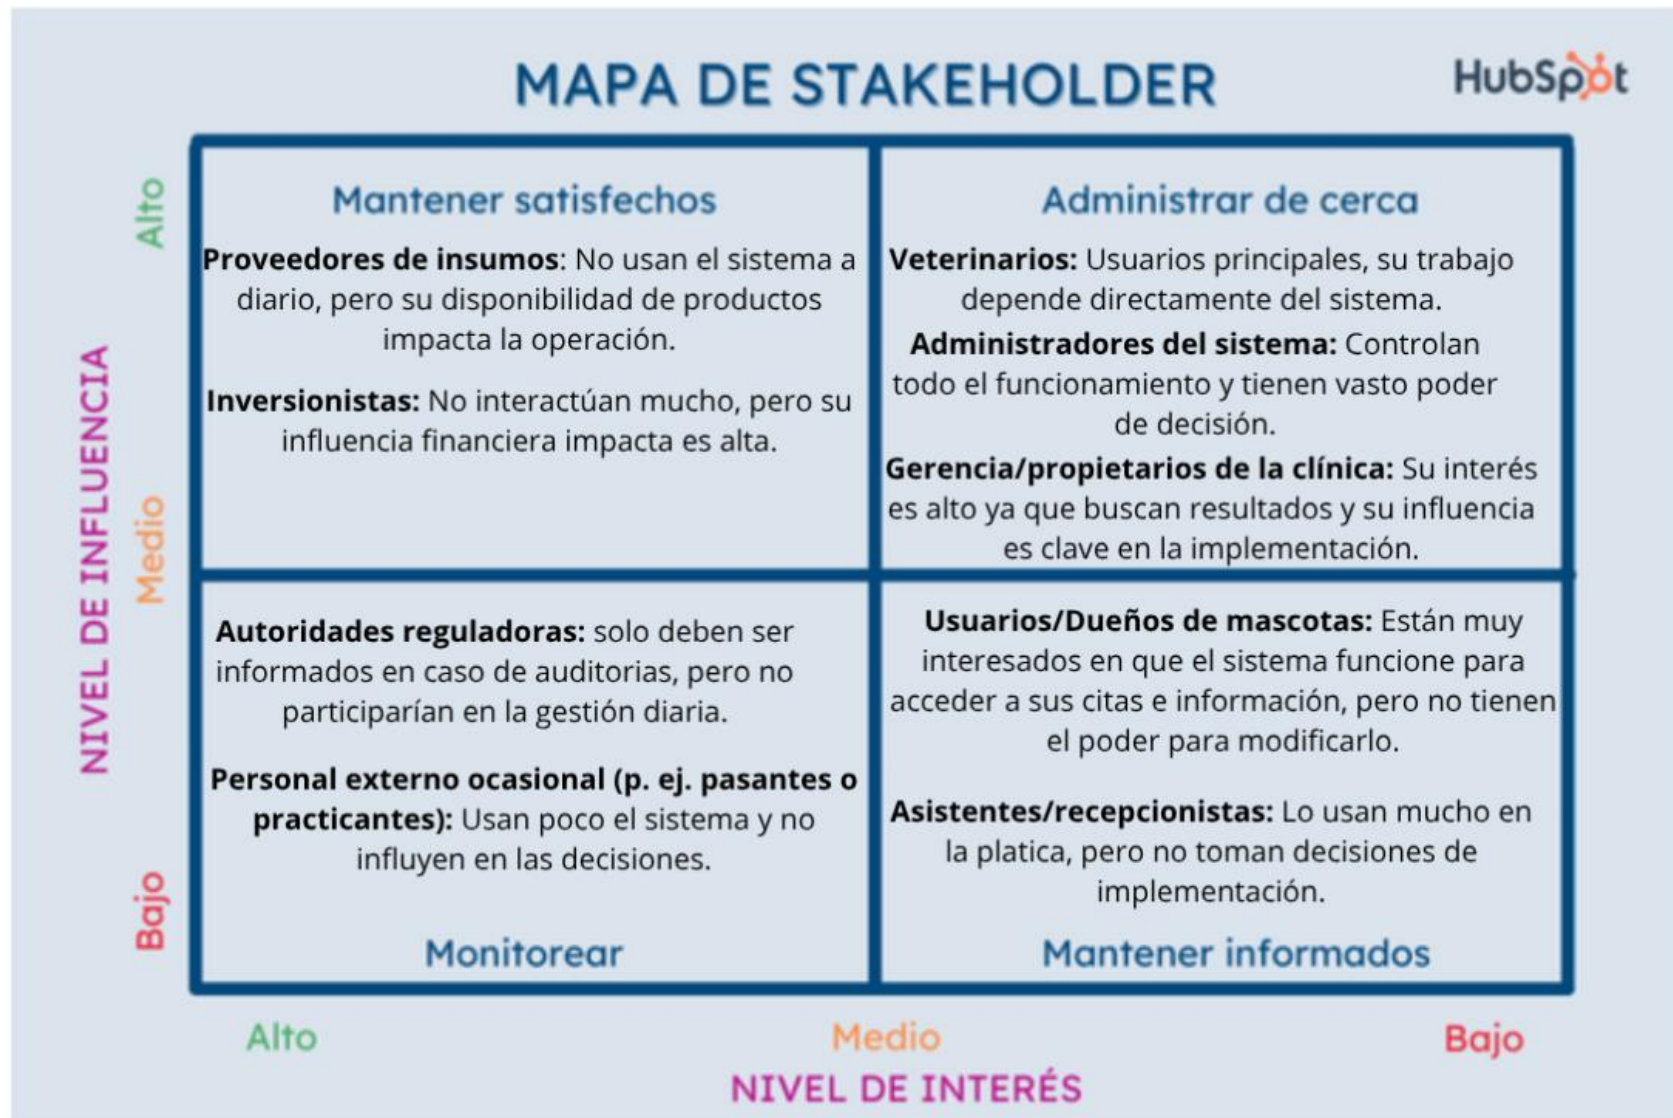 MAPA DE STAKEHOLDER
HubSpot
NIVEL DE INFLUENCIA
Alto
Medio
Bajo
Mantener satisfechos
Proveedores de insumos: No usan el sistema a
diario, pero su disponibilidad de productos
impacta la operación.
Inversionistas: No interactúan mucho, pero su
influencia financiera impacta es alta.
Administrar de cerca
Veterinarios: Usuarios principales, su trabajo
depende directamente del sistema.
Administradores del sistema: Controlan
todo el funcionamiento y tienen vasto poder
de decisión.
Gerencia/propietarios de la clínica: Su interés
es alto ya que buscan resultados y su influencia
es clave en la implementación.
Autoridades reguladoras: solo deben ser
informados en caso de auditorias, pero no
participarían en la gestión diaria.
Personal externo ocasional (p. ej. pasantes o
practicantes): Usan poco el sistema y no
influyen en las decisiones.
Monitorear
Usuarios/Dueños de mascotas: Están muy
interesados en que el sistema funcione para
acceder a sus citas e información, pero no tienen
el poder para modificarlo.
Asistentes/recepcionistas: Lo usan mucho en
la platica, pero no toman decisiones de
implementación.
Mantener informados
Alto
Medio
Bajo
NIVEL DE INTERÉS